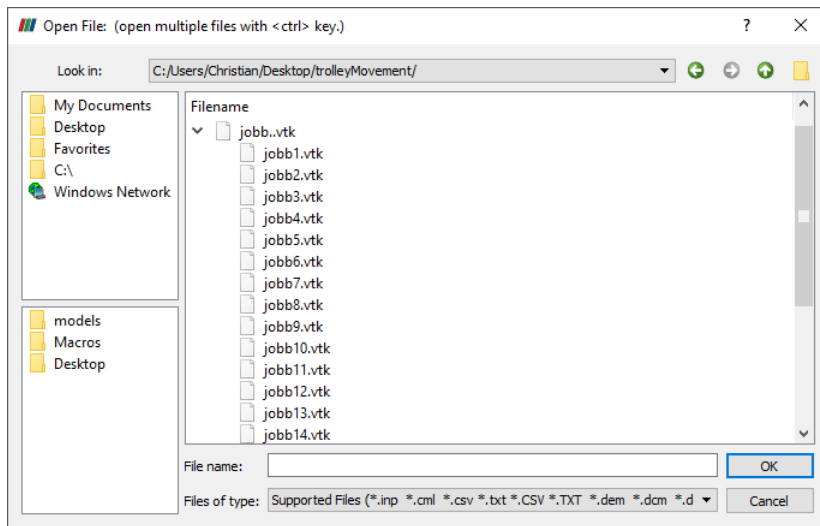 Open File: (open multiple files with <ctrl> key.)
?
Look in:
C:/Users/Christian/Desktop/trolleyMovement/
My Documents
Desktop
Favorites
C:\
Windows Network
models
Macros
Desktop
Filename
jobb..vtk
jobb1.vtk
jobb2.vtk
jobb3.vtk
jobb4.vtk
jobb5.vtk
jobb6.vtk
jobb7.vtk
jobb8.vtk
jobb9.vtk
jobb10.vtk
jobb11.vtk
jobb12.vtk
jobb13.vtk
jobb14.vtk
File name:
OK
Files of type:
Supported Files (*.inp *.cml *.csv *.txt *.CSV *.TXT *.dem *.dcm *.d
Cancel